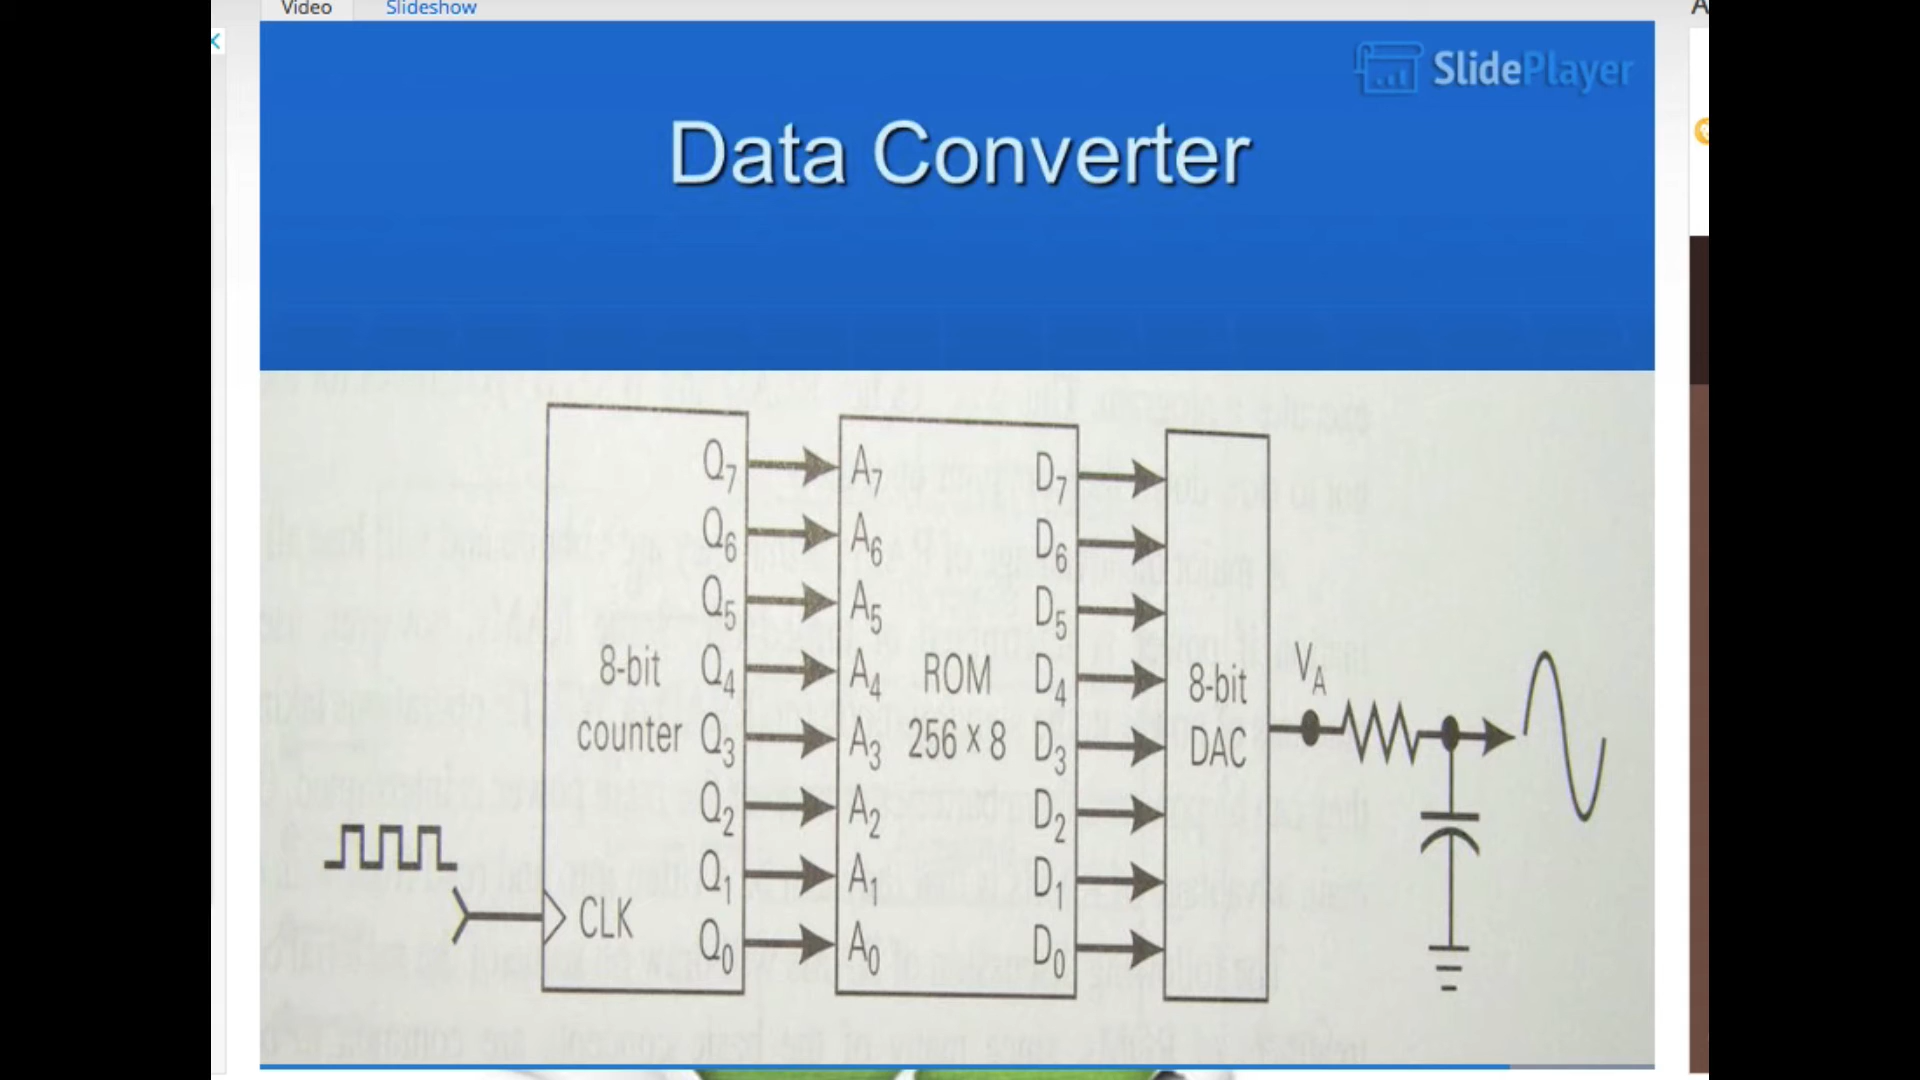 Video Slideshow
SlidePlayer
Data Converter
Q7 A7 D7
Q6 A6 D6
Q5 A5 D5
8-bit Q4 A4 ROM D4 8-bit VA
counter Q3 A3 256 × 8 D3 DAC
Q2 A2 D2
Q1 A1 D1
CLK Q0 A0 D0